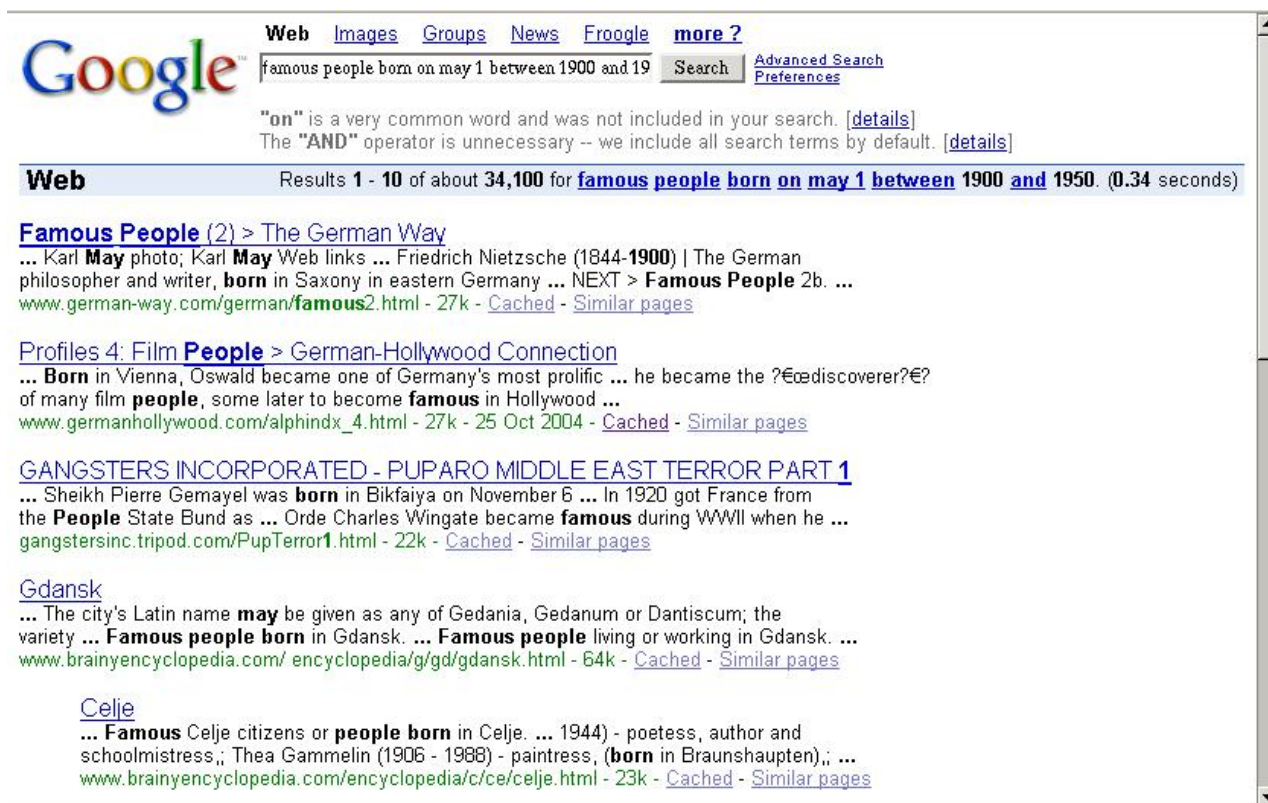 Web Images Groups News Froogle more ?
Google™
famous people born on may 1 between 1900 and 19 Search Advanced Search
Preferences
"on" is a very common word and was not included in your search. [details]
The "AND" operator is unnecessary -- we include all search terms by default. [details]
Web Results 1 - 10 of about 34,100 for famous people born on may 1 between 1900 and 1950. (0.34 seconds)
Famous People (2) > The German Way
... Karl May photo; Karl May Web links ... Friedrich Nietzsche (1844-1900) | The German
philosopher and writer, born in Saxony in eastern Germany ... NEXT > Famous People 2b. ...
www.german-way.com/german/famous2.html - 27k - Cached - Similar pages
Profiles 4: Film People > German-Hollywood Connection
... Born in Vienna, Oswald became one of Germany's most prolific ... he became the ?€œdiscoverer?€?
of many film people, some later to become famous in Hollywood ...
www.germanhollywood.com/alphindx_4.html - 27k - 25 Oct 2004 - Cached - Similar pages
GANGSTERS INCORPORATED - PUPARO MIDDLE EAST TERROR PART 1
... Sheikh Pierre Gemayel was born in Bikfaiya on November 6 ... In 1920 got France from
the People State Bund as ... Orde Charles Wingate became famous during WWII when he ...
gangstersinc.tripod.com/PupTerror1.html - 22k - Cached - Similar pages
Gdansk
... The city's Latin name may be given as any of Gedania, Gedanum or Dantiscum; the
variety ... Famous people born in Gdansk. ... Famous people living or working in Gdansk. ...
www.brainyencyclopedia.com/ encyclopedia/g/gd/gdansk.html - 64k - Cached - Similar pages
Celje
... Famous Celje citizens or people born in Celje. ... 1944) - poetess, author and
schoolmistress,; Thea Gammelin (1906 - 1988) - paintress, (born in Braunshaupten),; ...
www.brainyencyclopedia.com/encyclopedia/c/ce/celje.html - 23k - Cached - Similar pages